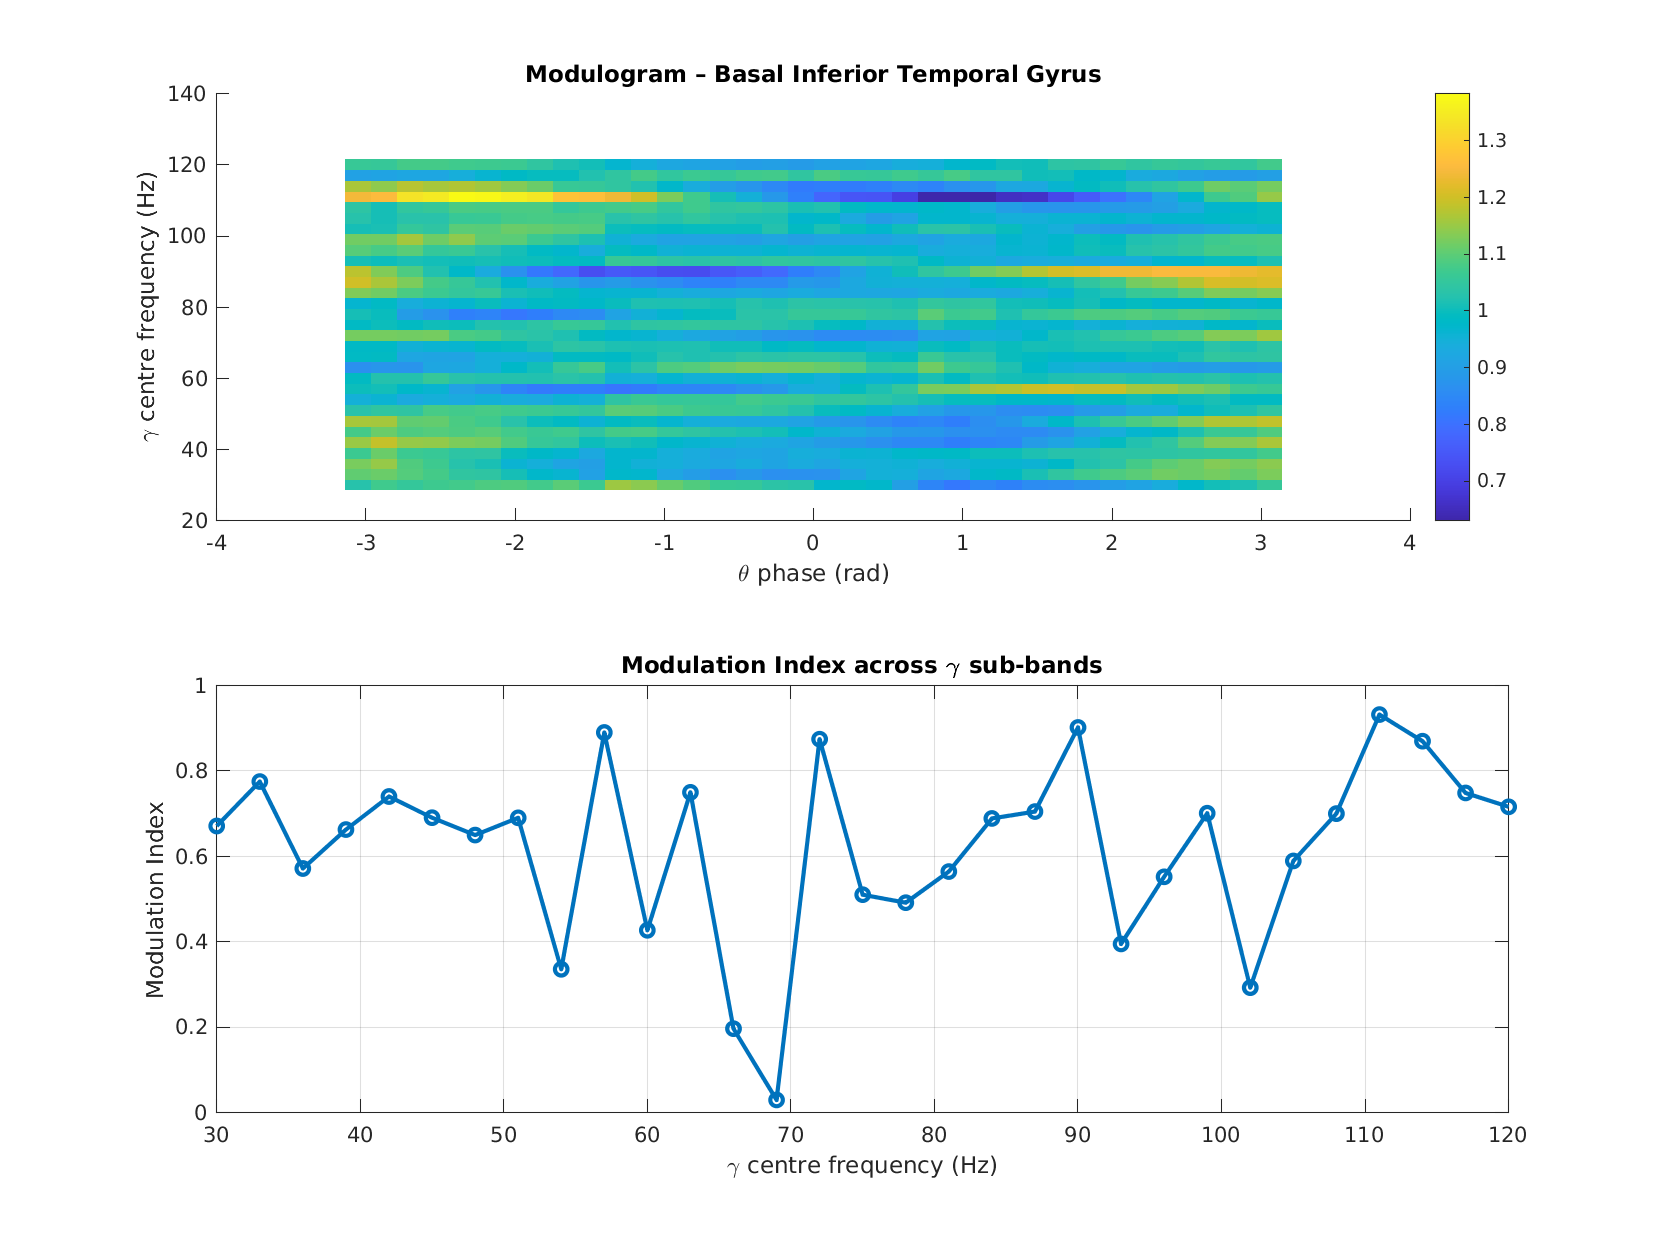 Modulogram – Basal Inferior Temporal Gyrus
140
120
100
80
60
40
20
γ centre frequency (Hz)
-4 -3 -2 -1 0 1 2 3 4
θ phase (rad)
1.3
1.2
1.1
1
0.9
0.8
0.7
Modulation Index across γ sub-bands
1
0.8
0.6
0.4
0.2
0
Modulation Index
30 40 50 60 70 80 90 100 110 120
γ centre frequency (Hz)